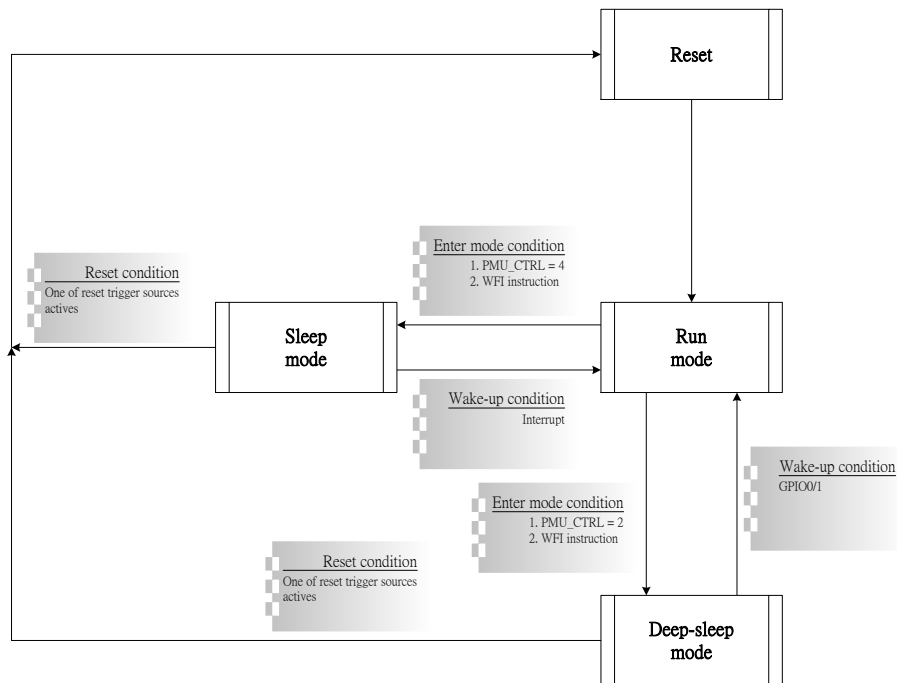 Reset
Enter mode condition
1. PMU_CTRL = 4
2. WFI instruction
Reset condition
One of reset trigger sources
actives
Sleep
mode
Run
mode
Wake-up condition
Interrupt
Wake-up condition
GPIO0/1
Enter mode condition
1. PMU_CTRL = 2
2. WFI instruction
Reset condition
One of reset trigger sources
actives
Deep-sleep
mode